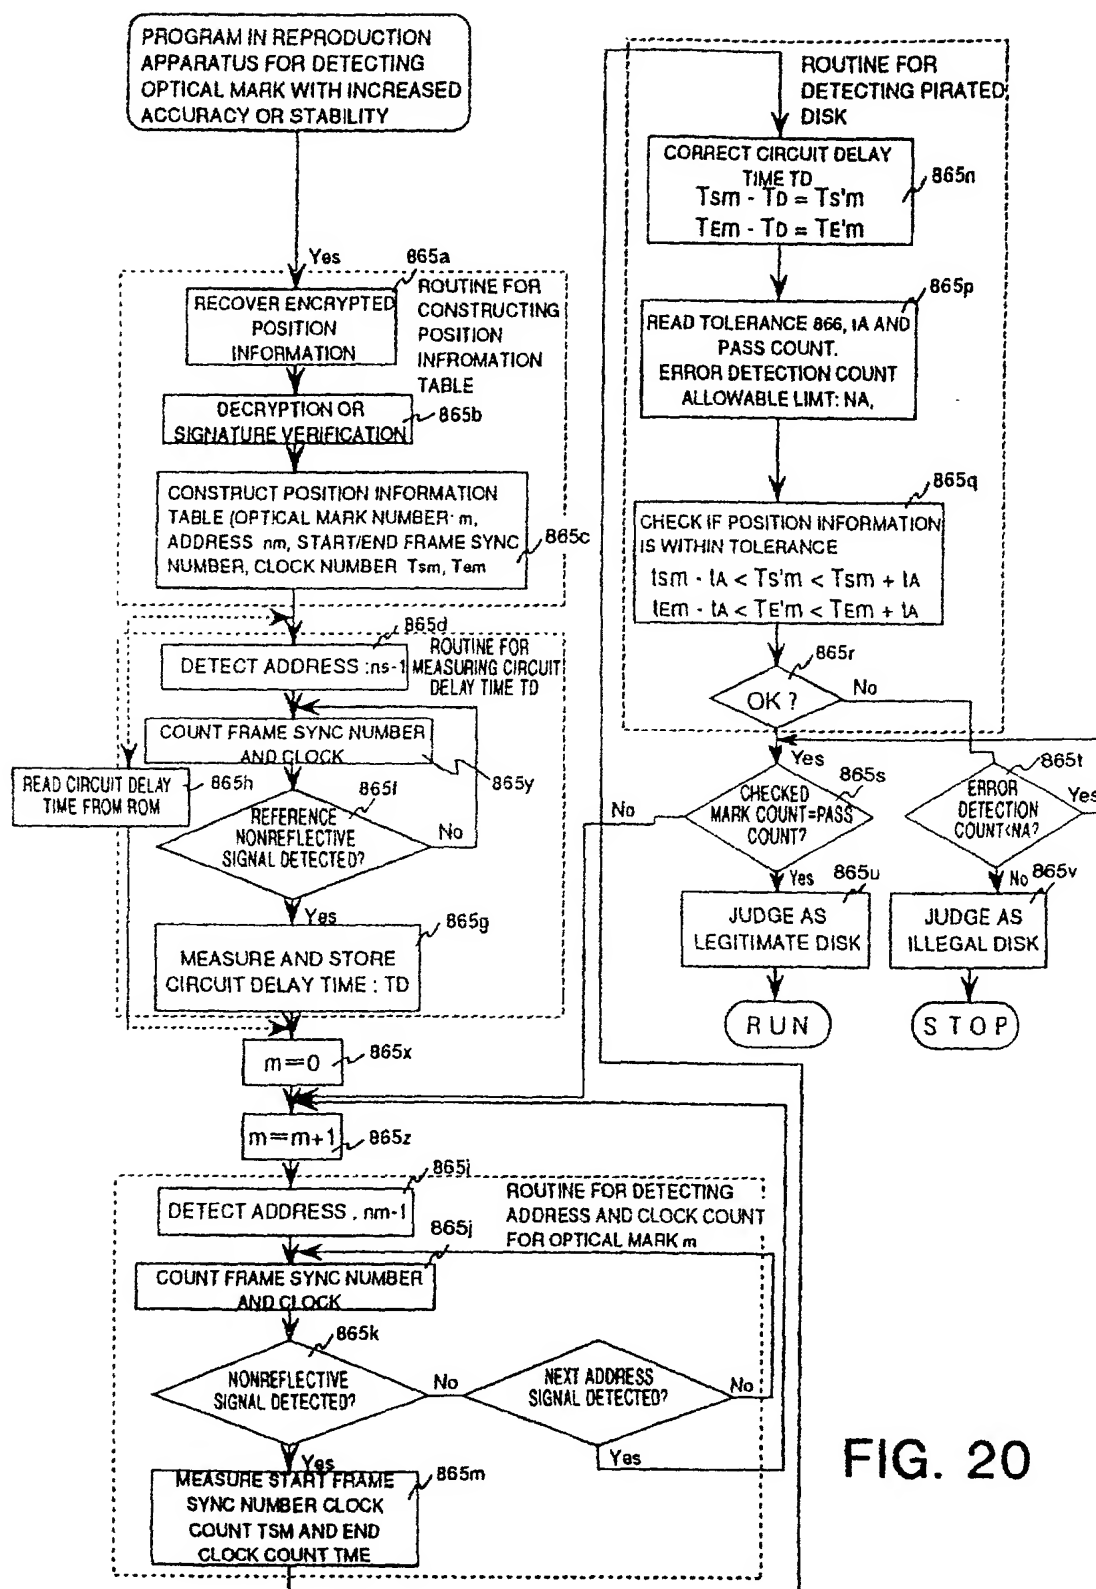 PROGRAM IN REPRODUCTION
APPARATUS FOR DETECTING
OPTICAL MARK WITH INCREASED
ACCURACY OR STABILITY
Yes
865a
RECOVER ENCRYPTED
POSITION
INFORMATION
ROUTINE FOR
CONSTRUCTING
POSITION
INFROMATION
TABLE
DECRYPTION OR
SIGNATURE VERIFICATION
865b
CONSTRUCT POSITION INFORMATION
TABLE (OPTICAL MARK NUMBER: m,
ADDRESS nm, START/END FRAME SYNC
NUMBER, CLOCK NUMBER Tsm, Tem
865c
865d
DETECT ADDRESS :ns-1
ROUTINE FOR
MEASURING CIRCUIT
DELAY TIME TD
COUNT FRAME SYNC NUMBER
AND CLOCK
865y
READ CIRCUIT DELAY
TIME FROM ROM
865h
865f
REFERENCE
NONREFLECTIVE
SIGNAL DETECTED?
No
Yes
865g
MEASURE AND STORE
CIRCUIT DELAY TIME : TD
m=0
865x
m=m+1
865z
865i
DETECT ADDRESS . nm-1
ROUTINE FOR DETECTING
ADDRESS AND CLOCK COUNT
FOR OPTICAL MARK m
865j
COUNT FRAME SYNC NUMBER
AND CLOCK
865k
NONREFLECTIVE
SIGNAL DETECTED?
No
NEXT ADDRESS
SIGNAL DETECTED?
No
Yes
Yes
865m
MEASURE START FRAME
SYNC NUMBER CLOCK
COUNT TSM AND END
CLOCK COUNT TME
ROUTINE FOR
DETECTING PIRATED
DISK
CORRECT CIRCUIT DELAY
TIME TD
Tsm - TD = Ts'm
TEm - TD = TE'm
865n
865p
READ TOLERANCE 866, tA AND
PASS COUNT.
ERROR DETECTION COUNT
ALLOWABLE LIMT: NA,
865q
CHECK IF POSITION INFORMATION
IS WITHIN TOLERANCE
tsm - tA < Ts'm < Tsm + tA
tEm - tA < TE'm < TEm + tA
865r
OK ?
No
Yes
865s
CHECKED
MARK COUNT=PASS
COUNT?
No
Yes
865t
ERROR
DETECTION
COUNT<NA?
Yes
No
865u
JUDGE AS
LEGITIMATE DISK
865v
JUDGE AS
ILLEGAL DISK
RUN
STOP
FIG. 20